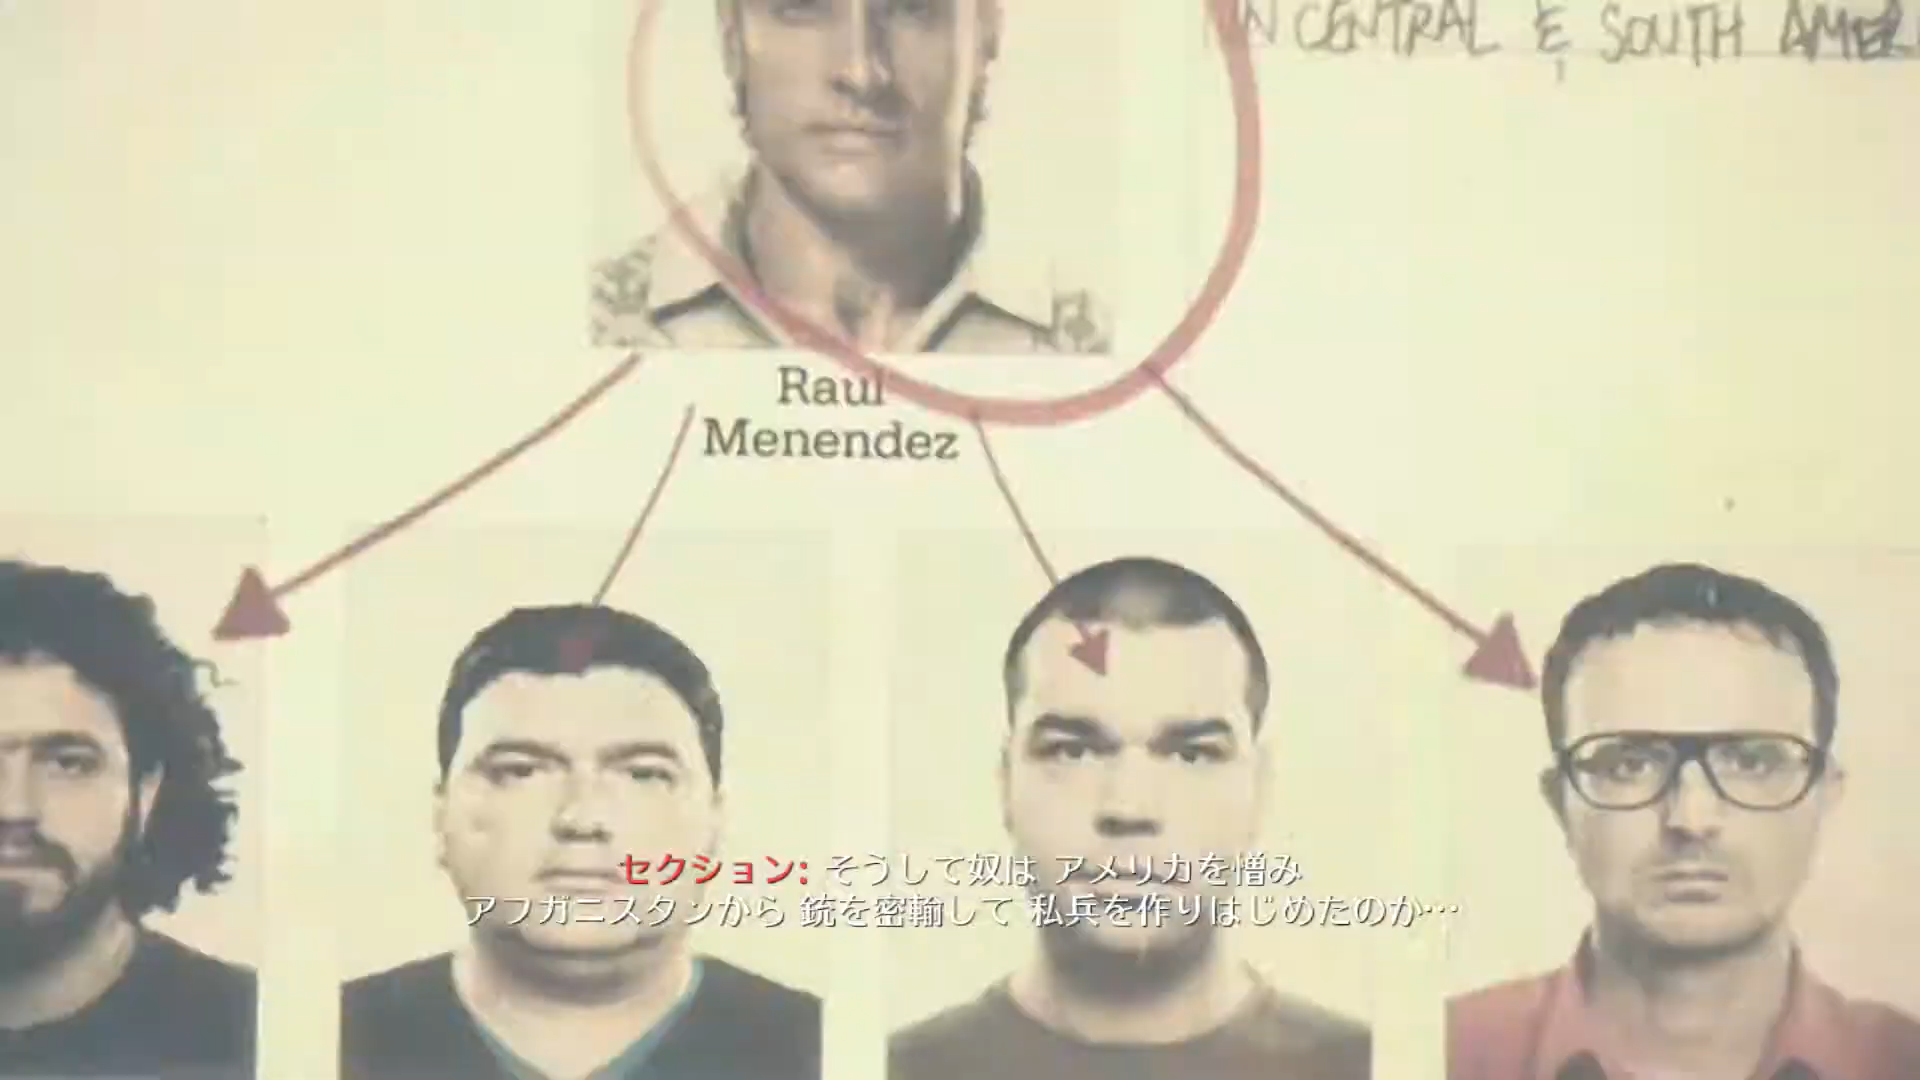 N CENTRAL & SOUTH AMER
Raul
Menendez
セクション: そうして奴は アメリカを憎み
アフガニスタンから 銃を密輸して 私兵を作りはじめたのか…